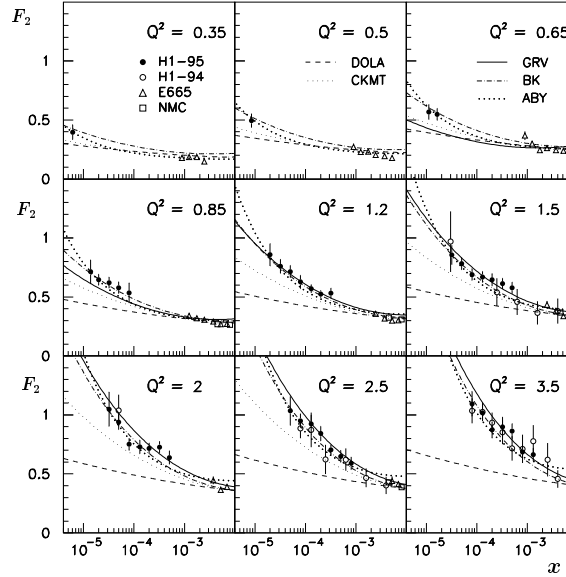 F₂
Q² = 0.35
Q² = 0.5
Q² = 0.65
H1-95
H1-94
E665
NMC
DOLA
CKMT
GRV
BK
ABY
1
0.5
0
F₂
Q² = 0.85
Q² = 1.2
Q² = 1.5
1
0.5
0
F₂
Q² = 2
Q² = 2.5
Q² = 3.5
1
0.5
0
10⁻⁵ 10⁻⁴ 10⁻³ 10⁻⁵ 10⁻⁴ 10⁻³ 10⁻⁵ 10⁻⁴ 10⁻³
x